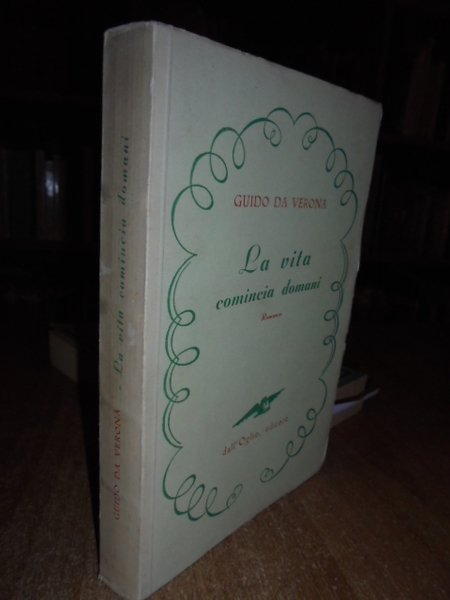 GUIDO DA VERONA
La vita
comincia domani
Romanzo
dall'Oglio, editore
GUIDO DA VERONA - La vita comincia domani